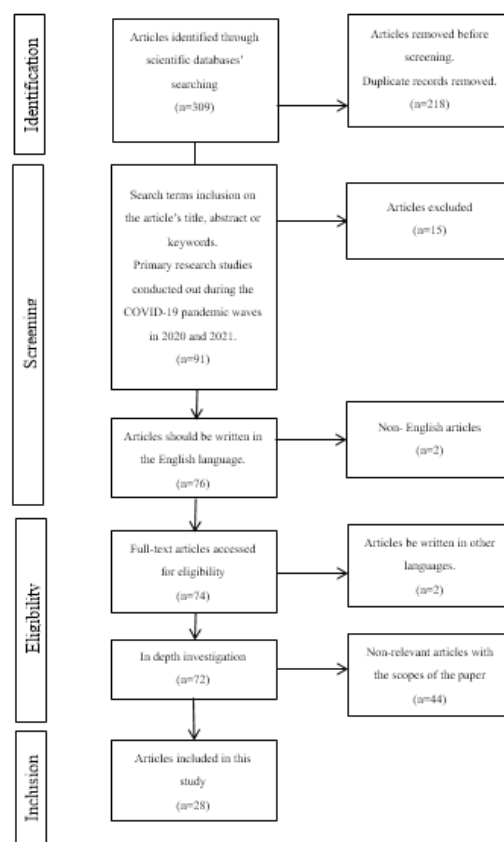 Identification
Articles identified through
scientific databases'
searching
(n=309)
Articles removed before
screening.
Duplicate records removed.
(n=218)
Screening
Search terms inclusion on
the article's title, abstract or
keywords.
Primary research studies
conducted out during the
COVID-19 pandemic waves
in 2020 and 2021.
(n=91)
Articles excluded
(n=15)
Articles should be written in
the English language.
(n=76)
Non- English articles
(n=2)
Eligibility
Full-text articles accessed
for eligibility
(n=74)
Articles be written in other
languages.
(n=2)
In depth investigation
(n=72)
Non-relevant articles with
the scopes of the paper
(n=44)
Inclusion
Articles included in this
study
(n=28)